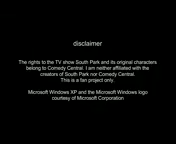 disclaimer
The rights to the TV show South Park and its original characters
belong to Comedy Central. I am neither affiliated with the
creators of South Park nor Comedy Central.
This is a fan project only
Microsoft Windows XP and the Microsoft Windows logo
courtesy of Microsoft Corporation